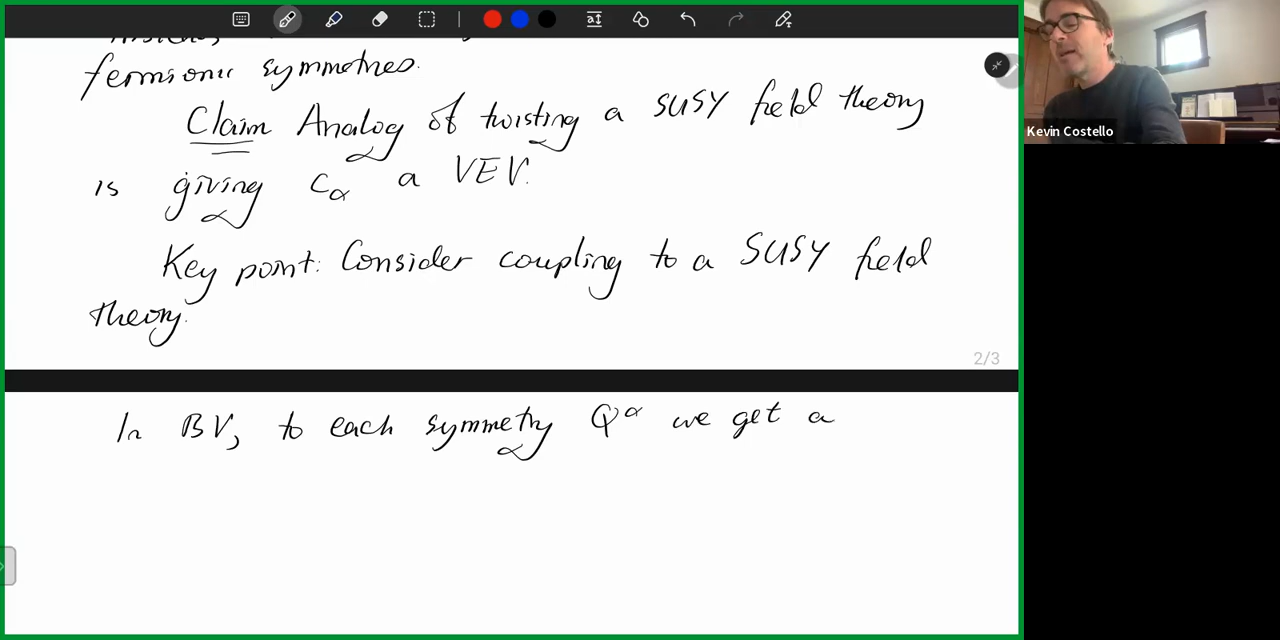 fermionic symmetries.
Claim Analog of twisting a SUSY field theory
is giving cα a VEV.
Key point: Consider coupling to a SUSY field
theory.
2/3
In BV, to each symmetry Qα we get a
Kevin Costello